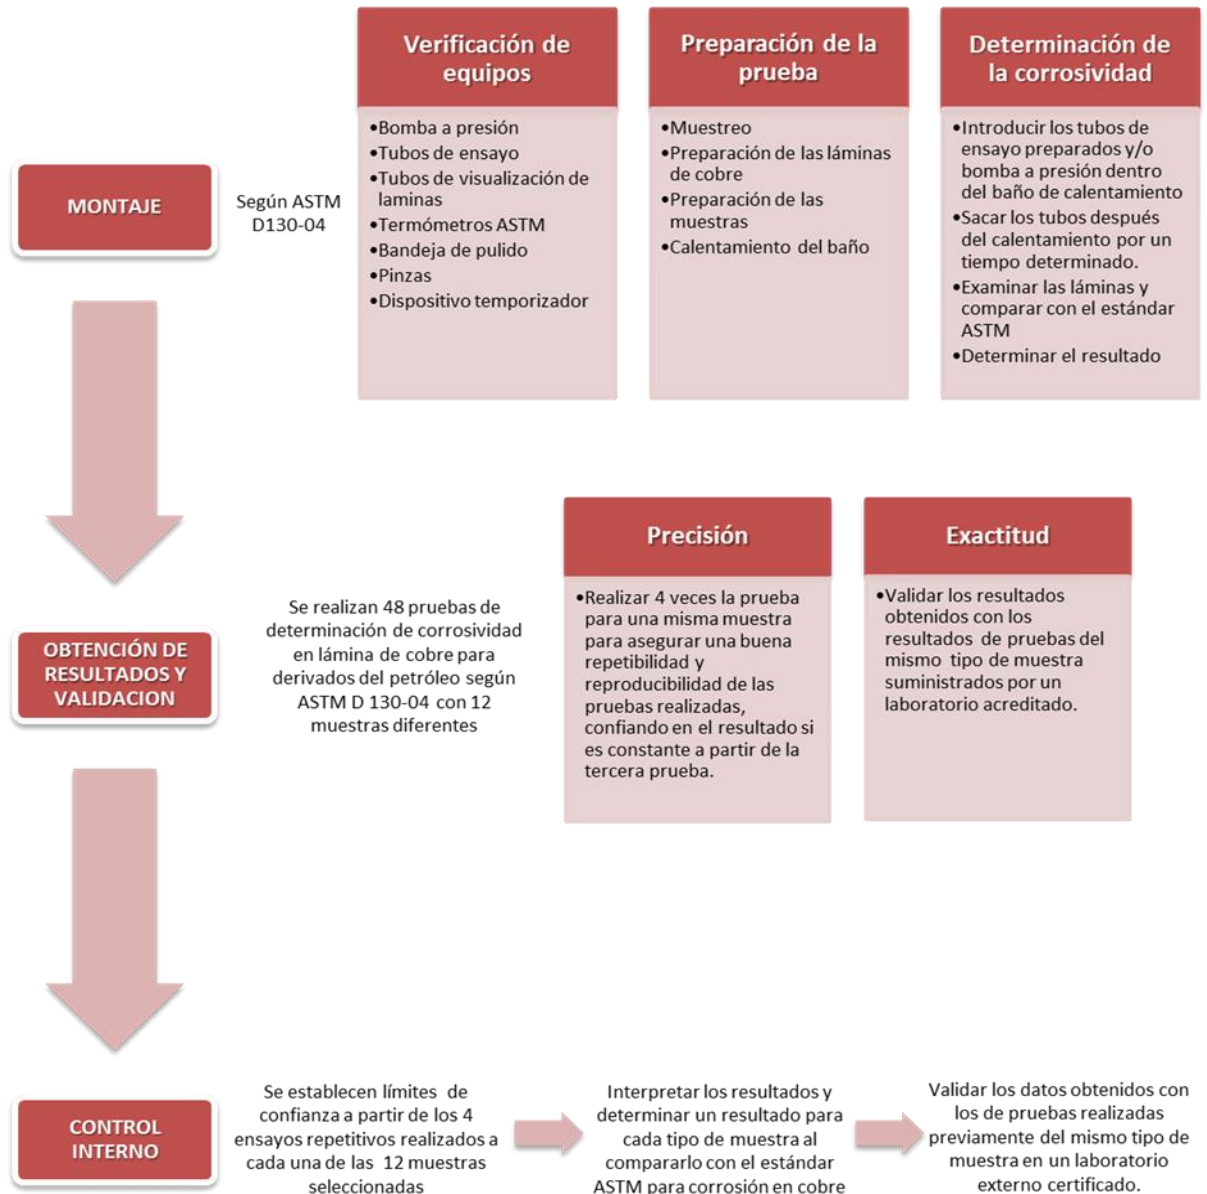 MONTAJE
Según ASTM
D130-04
Verificación de
equipos
•Bomba a presión
•Tubos de ensayo
•Tubos de visualización de
laminas
•Termómetros ASTM
•Bandeja de pulido
•Pinzas
•Dispositivo temporizador
Preparación de la
prueba
•Muestreo
•Preparación de las láminas
de cobre
•Preparación de las
muestras
•Calentamiento del baño
Determinación de
la corrosividad
•Introducir los tubos de
ensayo preparados y/o
bomba a presión dentro
del baño de calentamiento
•Sacar los tubos después
del calentamiento por un
tiempo determinado.
•Examinar las láminas y
comparar con el estándar
ASTM
•Determinar el resultado
OBTENCIÓN DE
RESULTADOS Y
VALIDACION
Se realizan 48 pruebas de
determinación de corrosividad
en lámina de cobre para
derivados del petróleo según
ASTM D 130-04 con 12
muestras diferentes
Precisión
•Realizar 4 veces la prueba
para una misma muestra
para asegurar una buena
repetibilidad y
reproducibilidad de las
pruebas realizadas,
confiando en el resultado si
es constante a partir de la
tercera prueba.
Exactitud
•Validar los resultados
obtenidos con los
resultados de pruebas del
mismo tipo de muestra
suministrados por un
laboratorio acreditado.
CONTROL
INTERNO
Se establecen límites de
confianza a partir de los 4
ensayos repetitivos realizados a
cada una de las 12 muestras
seleccionadas
Interpretar los resultados y
determinar un resultado para
cada tipo de muestra al
compararlo con el estándar
ASTM para corrosión en cobre
Validar los datos obtenidos con
los de pruebas realizadas
previamente del mismo tipo de
muestra en un laboratorio
externo certificado.